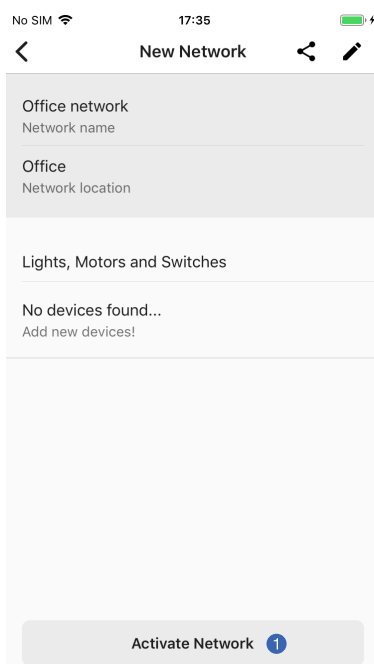 No SIM 17:35
New Network
Office network
Network name
Office
Network location
Lights, Motors and Switches
No devices found...
Add new devices!
Activate Network 1